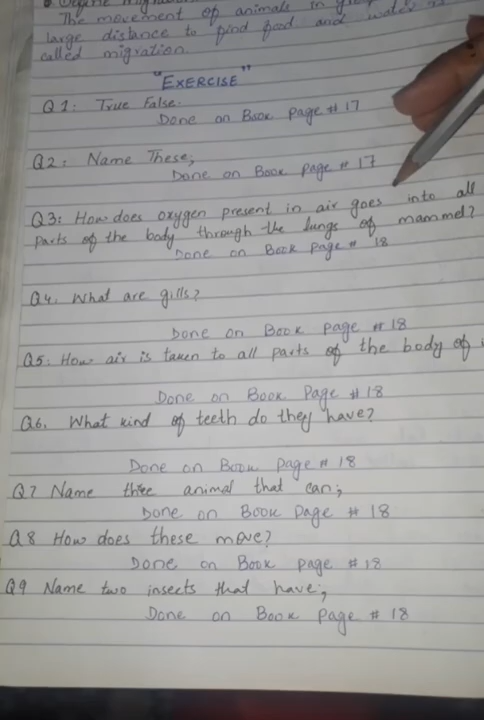 Define
The movement of animals in
large distance to find food and water
called migration.
"EXERCISE"
Q1: True False.
Done on Book page # 17
Q2: Name These;
Done on Book page # 17
Q3: How does oxygen present in air goes into all
parts of the body through the lungs of mammel?
Done on Book page # 18
Q4. What are gills?
Done on Book page # 18
Q5: How air is taken to all parts of the body of
Done on Book Page # 18
Q6. What kind of teeth do they have?
Done on Book page # 18
Q7 Name three animal that can;
Done on Book Page # 18
Q8 How does these move?
Done on Book page # 18
Q9 Name two insects that have;
Done on Book page # 18